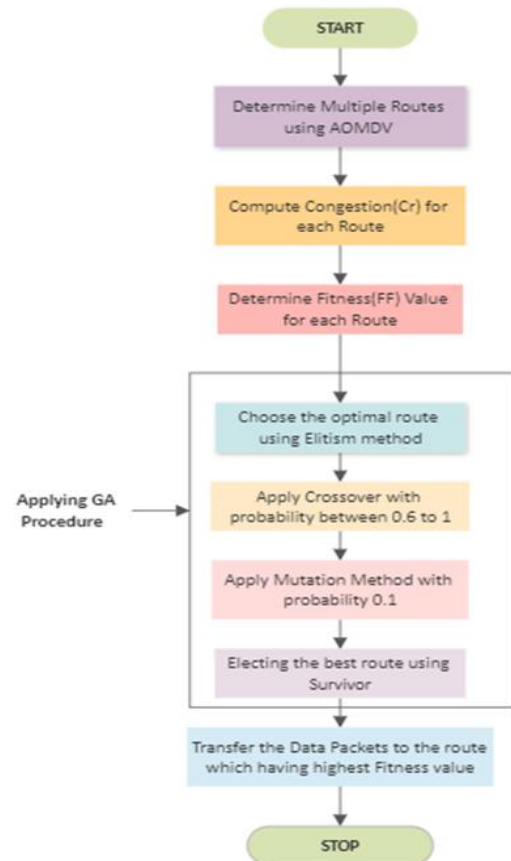 START
Determine Multiple Routes
using AOMDV
Compute Congestion(Cr) for
each Route
Determine Fitness(FF) Value
for each Route
Choose the optimal route
using Elitism method
Applying GA
Procedure
Apply Crossover with
probability between 0.6 to 1
Apply Mutation Method with
probability 0.1
Electing the best route using
Survivor
Transfer the Data Packets to the route
which having highest Fitness value
STOP